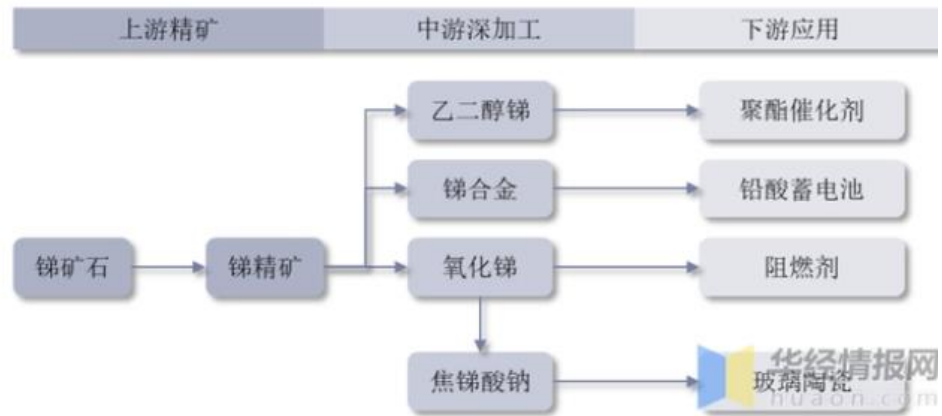 上游精矿 中游深加工 下游应用
乙二醇锑 聚酯催化剂
锑合金 铅酸蓄电池
锑矿石 锑精矿 氧化锑 阻燃剂
焦锑酸钠 玻璃陶瓷
华经情报网
huaon.com